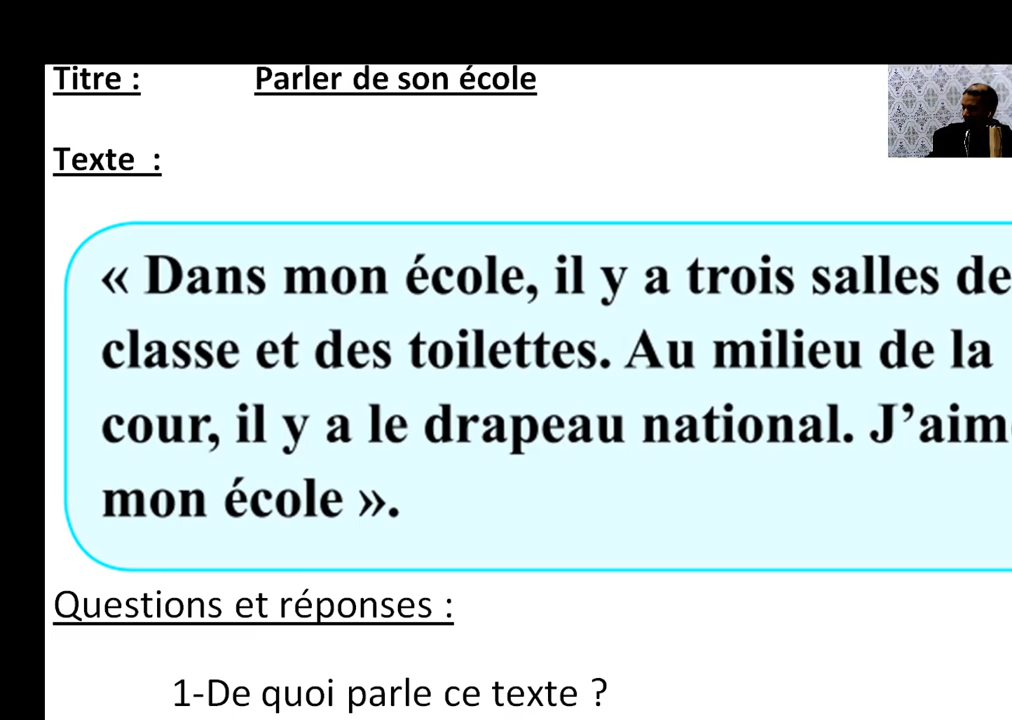 Titre : Parler de son école
Texte :
« Dans mon école, il y a trois salles de
classe et des toilettes. Au milieu de la
cour, il y a le drapeau national. J’aim
mon école ».
Questions et réponses :
1-De quoi parle ce texte ?